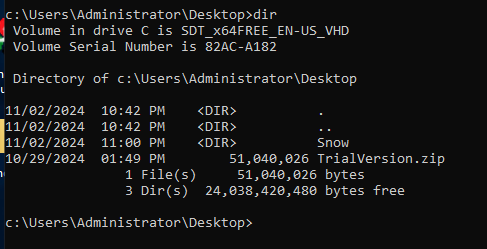 c:\Users\Administrator\Desktop>dir
 Volume in drive C is SDT_x64FREE_EN-US_VHD
 Volume Serial Number is 82AC-A182

 Directory of c:\Users\Administrator\Desktop

11/02/2024  10:42 PM    <DIR>          .
11/02/2024  10:42 PM    <DIR>          ..
11/02/2024  11:00 PM    <DIR>          Snow
10/29/2024  01:49 PM        51,040,026 TrialVersion.zip
               1 File(s)     51,040,026 bytes
               3 Dir(s)  24,038,420,480 bytes free

c:\Users\Administrator\Desktop>